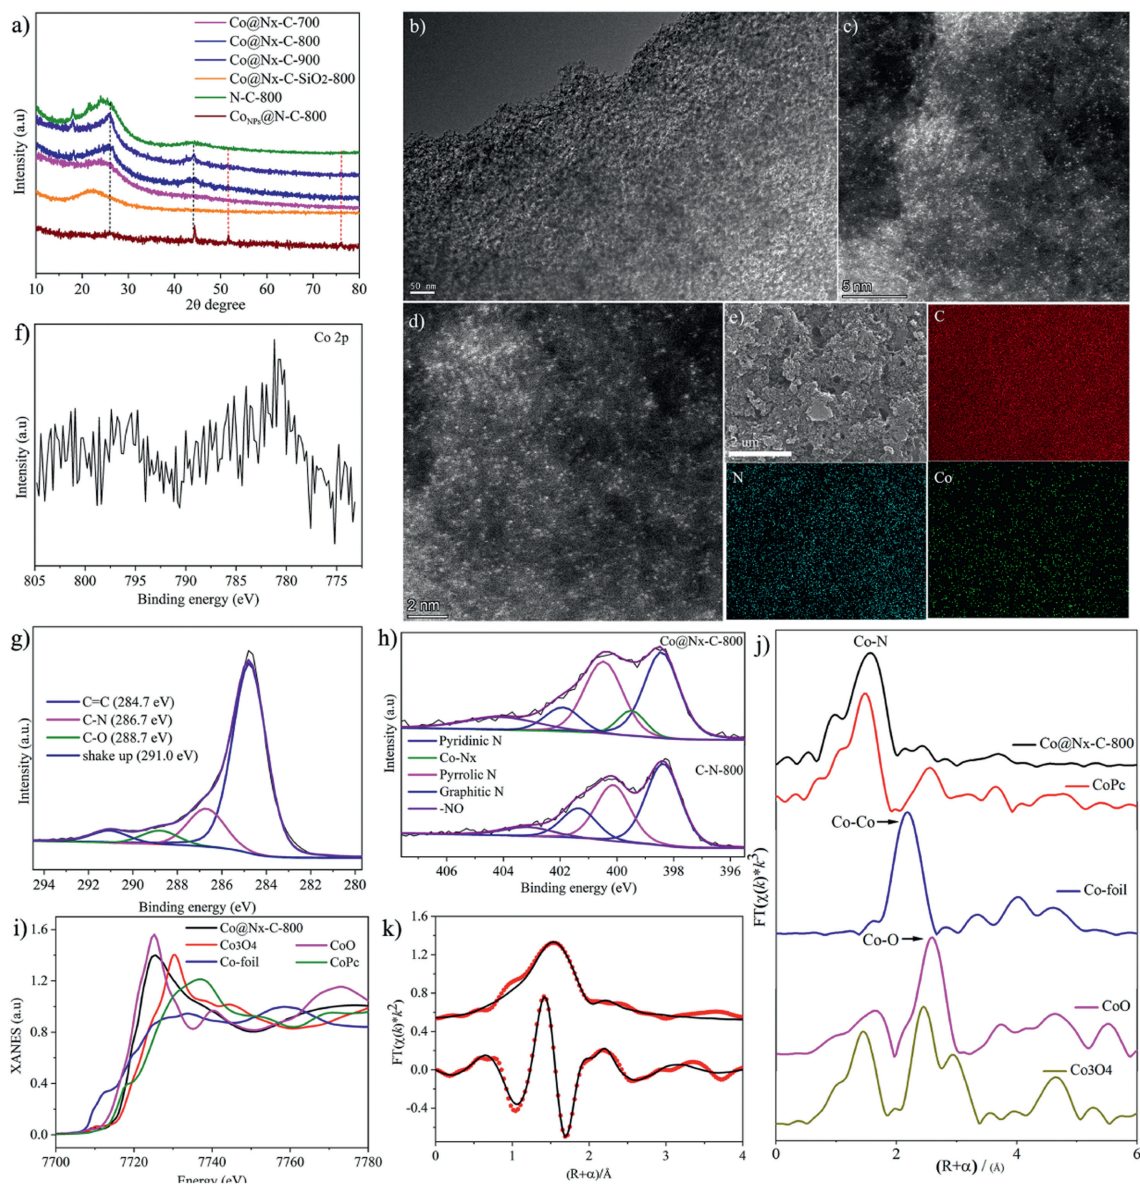 a)
Co@Nx-C-700
Co@Nx-C-800
Co@Nx-C-900
Co@Nx-C-SiO2-800
N-C-800
CoNPs@N-C-800
Intensity (a.u)
10 20 30 40 50 60 70 80
2θ degree
b)
50 nm
c)
5 nm
f)
Co 2p
Intensity (a.u)
805 800 795 790 785 780 775
Binding energy (eV)
d)
2 nm
e)
2 um
C
N
Co
g)
C=C (284.7 eV)
C-N (286.7 eV)
C-O (288.7 eV)
shake up (291.0 eV)
Intensity (a.u.)
294 292 290 288 286 284 282 280
Binding energy (eV)
h)
Co@Nx-C-800
Pyridinic N
Co-Nx
Pyrrolic N
Graphitic N
-NO
C-N-800
Intensity (a.u)
406 404 402 400 398 396
Binding energy (eV)
j)
Co-N
Co@Nx-C-800
CoPc
Co-Co
Co-foil
Co-O
CoO
Co3O4
FT(χ(k)*k³)
0 2 4 6
(R+α) / (Å)
i)
Co@Nx-C-800
Co3O4
Co-foil
CoO
CoPc
XANES (a.u)
1.6
1.2
0.8
0.4
0.0
7700 7720 7740 7760 7780
Energy (eV)
k)
FT(χ(k)*k²)
1.6
1.2
0.8
0.4
0.0
-0.4
0 1 2 3 4
(R+α)/Å